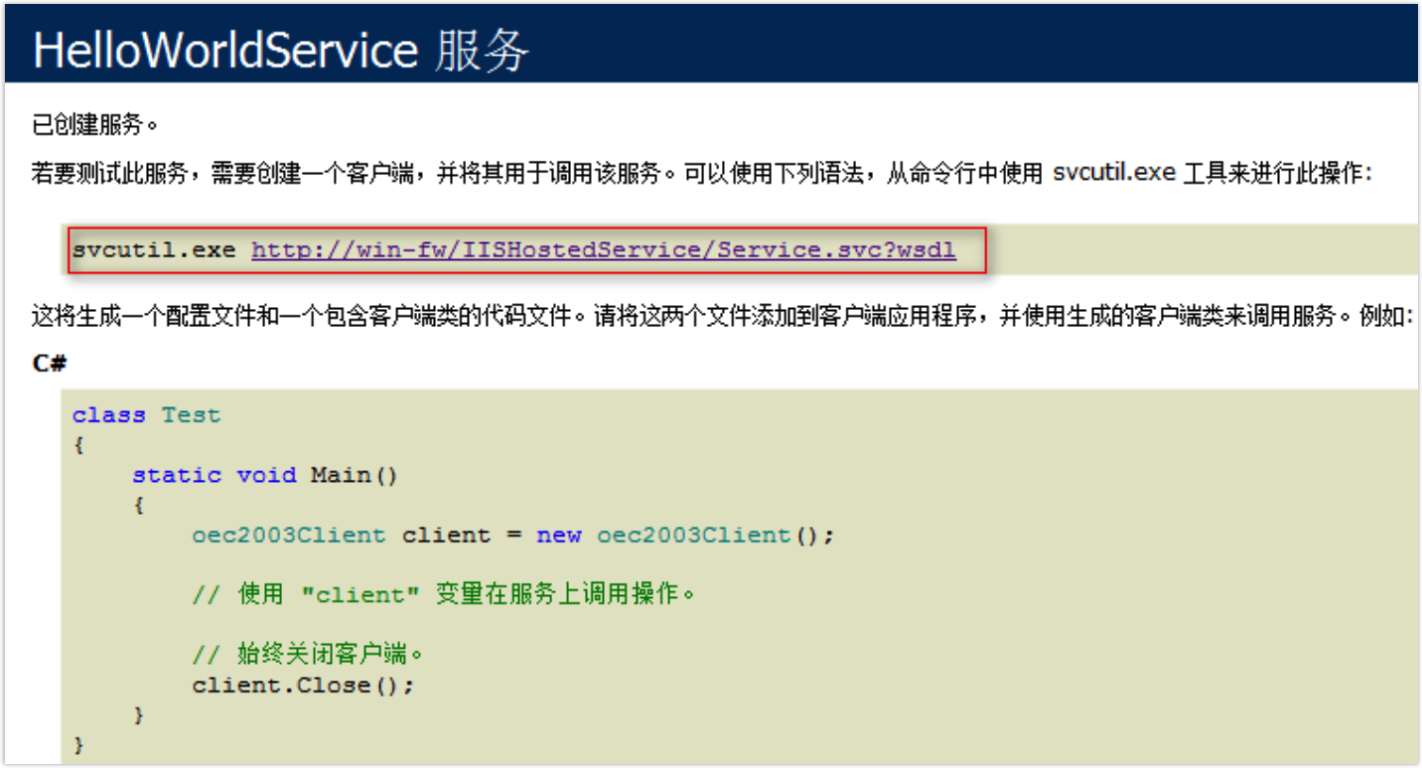 HelloWorldService 服务
已创建服务。
若要测试此服务，需要创建一个客户端，并将其用于调用该服务。可以使用下列语法，从命令行中使用 svcutil.exe 工具来进行此操作:
svcutil.exe http://win-fw/IISHostedService/Service.svc?wsdl
这将生成一个配置文件和一个包含客户端类的代码文件。请将这两个文件添加到客户端应用程序，并使用生成的客户端类来调用服务。例如:
C#
class Test
{
    static void Main()
    {
        oec2003Client client = new oec2003Client();
        // 使用 "client" 变量在服务上调用操作。
        // 始终关闭客户端。
        client.Close();
    }
}